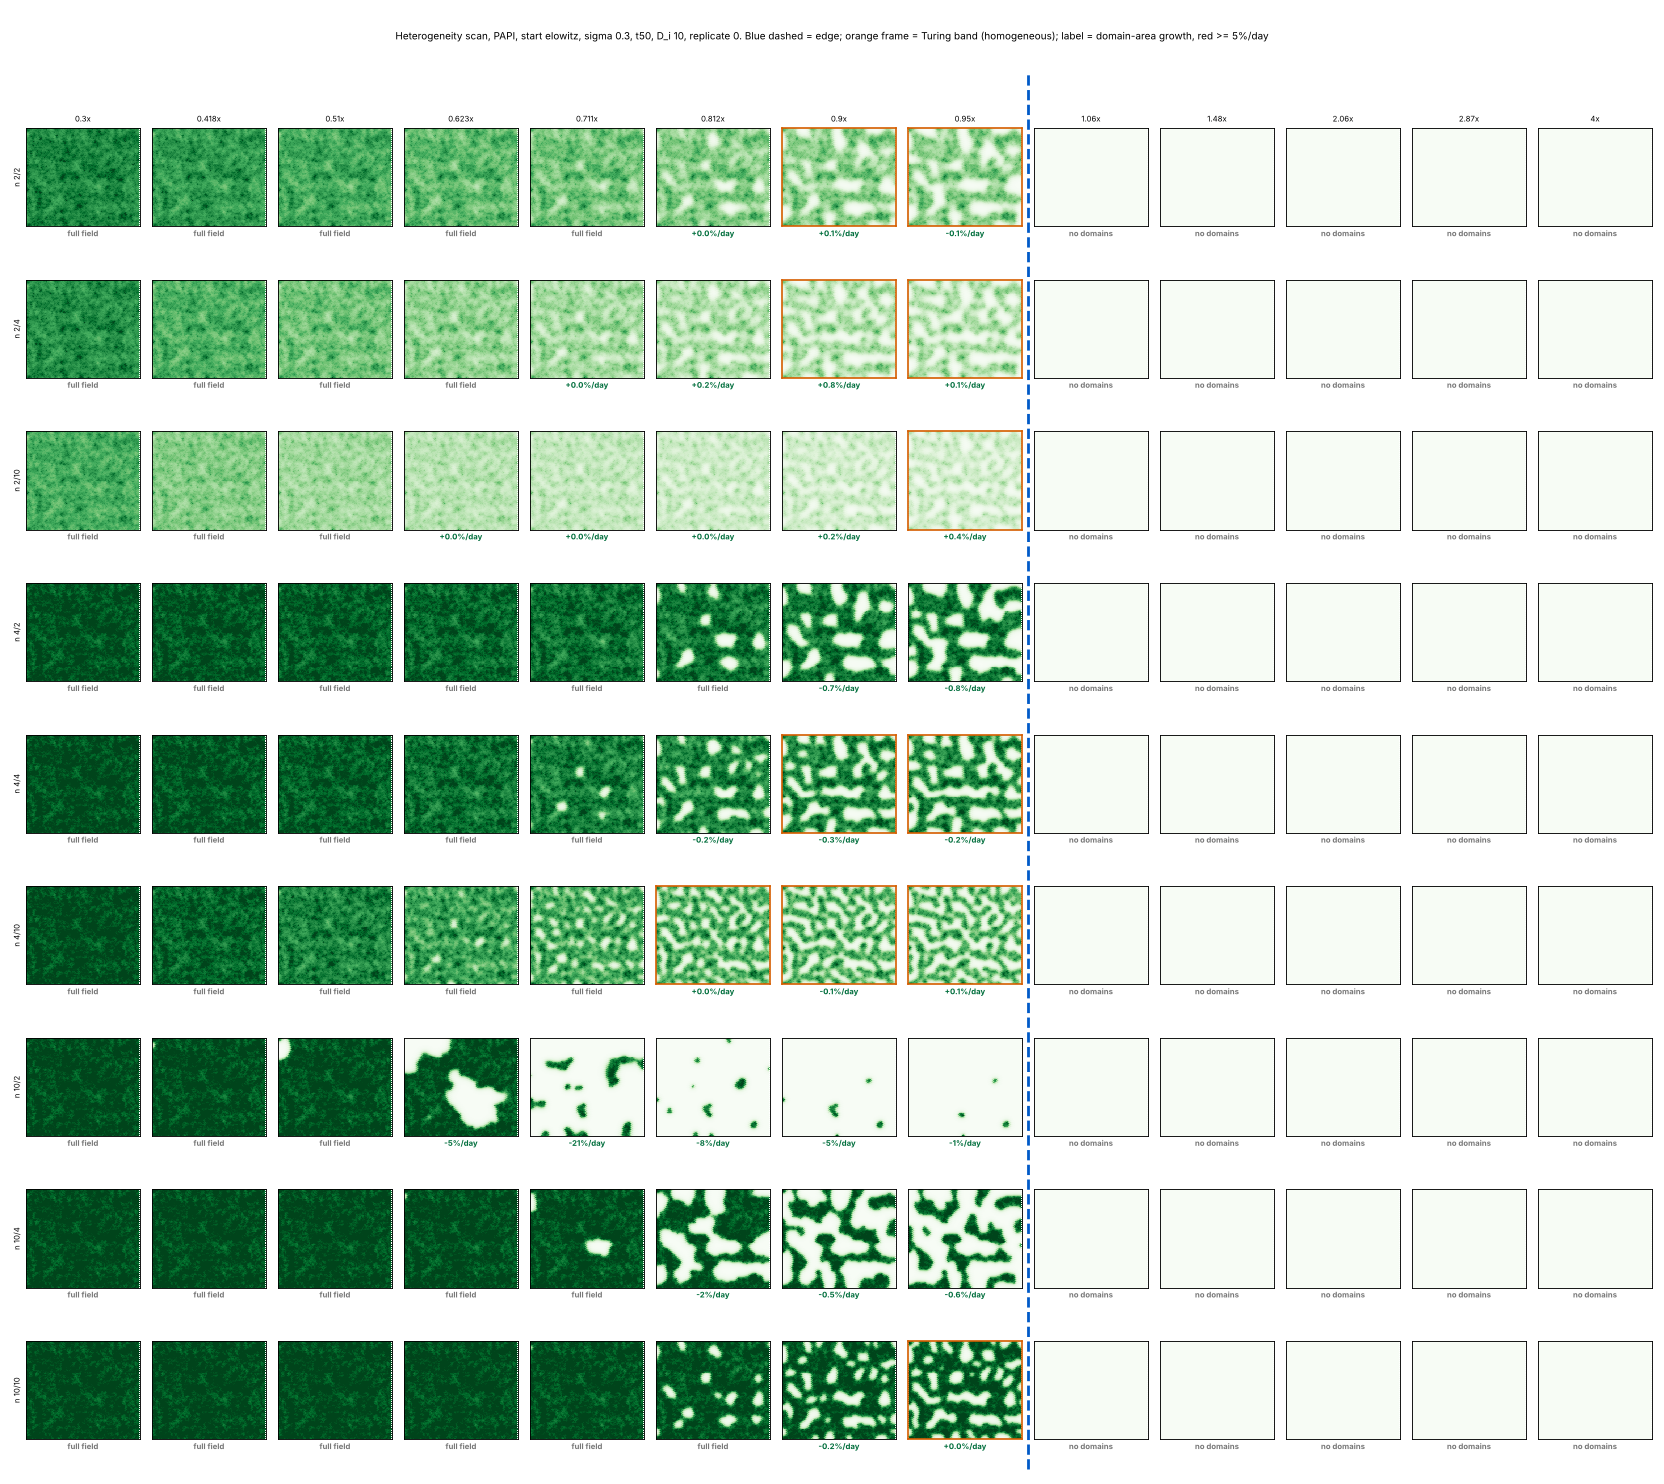 Heterogeneity scan, PAPI, start elowitz, sigma 0.3, t50, D_i 10, replicate 0. Blue dashed = edge; orange frame = Turing band (homogeneous); label = domain-area growth, red >= 5%/day
0.3x 0.418x 0.51x 0.623x 0.711x 0.812x 0.9x 0.95x 1.06x 1.48x 2.06x 2.87x 4x
n 2/2
full field full field full field full field full field +0.0%/day +0.1%/day -0.1%/day no domains no domains no domains no domains no domains
n 2/4
full field full field full field full field +0.0%/day +0.2%/day +0.8%/day +0.1%/day no domains no domains no domains no domains no domains
n 2/10
full field full field full field +0.0%/day +0.0%/day +0.0%/day +0.2%/day +0.4%/day no domains no domains no domains no domains no domains
n 4/2
full field full field full field full field full field full field -0.7%/day -0.8%/day no domains no domains no domains no domains no domains
n 4/4
full field full field full field full field full field -0.2%/day -0.3%/day -0.2%/day no domains no domains no domains no domains no domains
n 4/10
full field full field full field full field full field +0.0%/day -0.1%/day +0.1%/day no domains no domains no domains no domains no domains
n 10/2
full field full field full field -5%/day -21%/day -8%/day -5%/day -1%/day no domains no domains no domains no domains no domains
n 10/4
full field full field full field full field full field -2%/day -0.5%/day -0.6%/day no domains no domains no domains no domains no domains
n 10/10
full field full field full field full field full field full field -0.2%/day +0.0%/day no domains no domains no domains no domains no domains